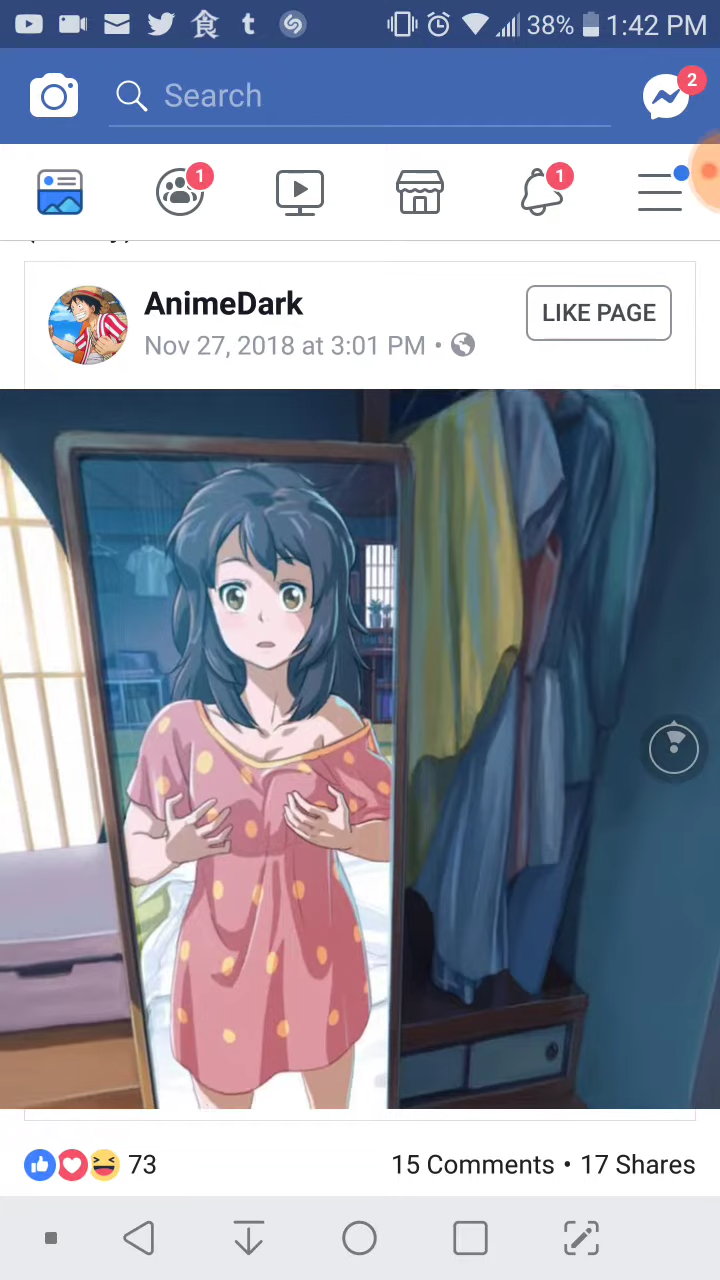 食 t 38% 1:42 PM
Search
2
1
1
AnimeDark
LIKE PAGE
Nov 27, 2018 at 3:01 PM •
73
15 Comments • 17 Shares